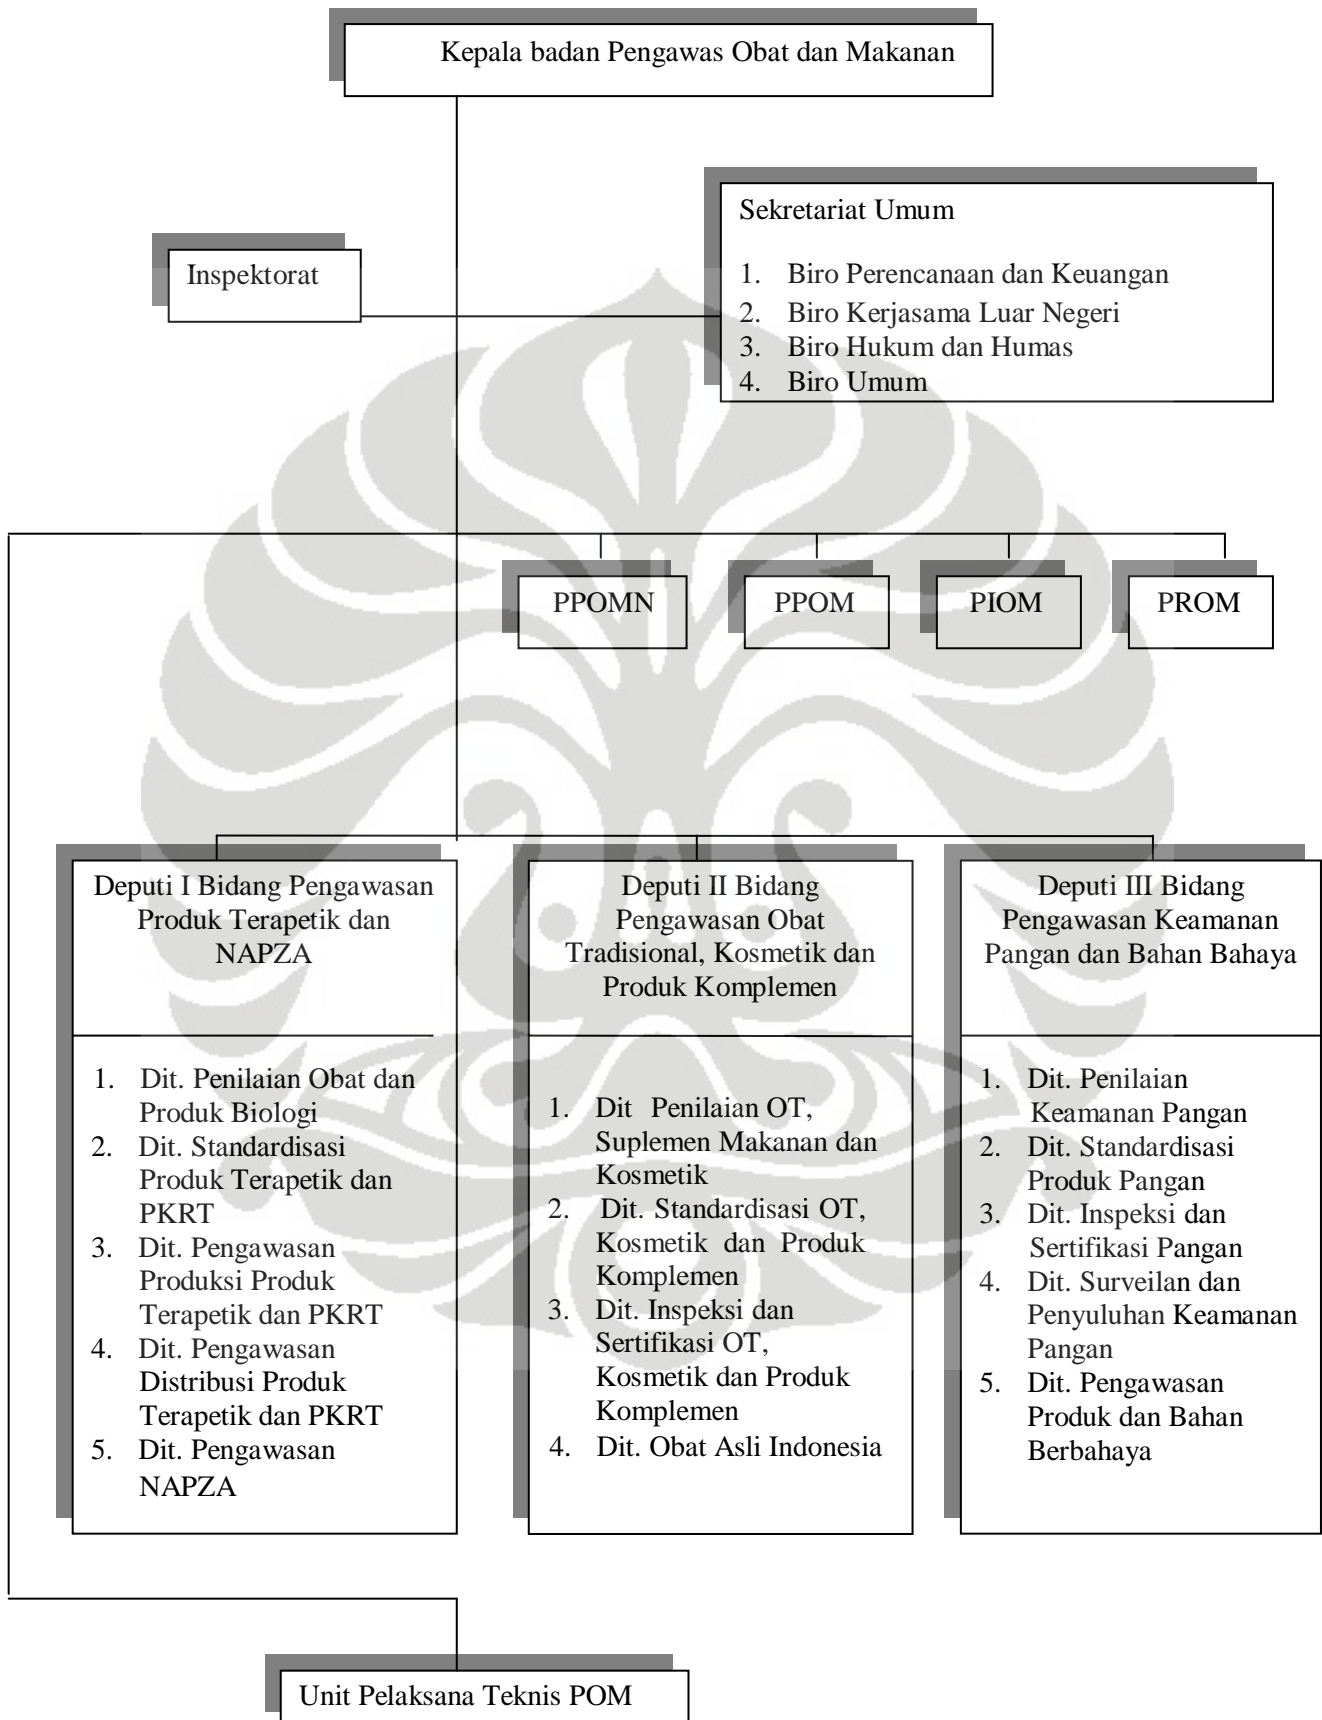 Kepala badan Pengawas Obat dan Makanan
Sekretariat Umum
1. Biro Perencanaan dan Keuangan
2. Biro Kerjasama Luar Negeri
3. Biro Hukum dan Humas
4. Biro Umum
Inspektorat
PPOMN
PPOM
PIOM
PROM
Deputi I Bidang Pengawasan
Produk Terapetik dan
NAPZA
1. Dit. Penilaian Obat dan
Produk Biologi
2. Dit. Standardisasi
Produk Terapetik dan
PKRT
3. Dit. Pengawasan
Produksi Produk
Terapetik dan PKRT
4. Dit. Pengawasan
Distribusi Produk
Terapetik dan PKRT
5. Dit. Pengawasan
NAPZA
Deputi II Bidang
Pengawasan Obat
Tradisional, Kosmetik dan
Produk Komplemen
1. Dit Penilaian OT,
Suplemen Makanan dan
Kosmetik
2. Dit. Standardisasi OT,
Kosmetik dan Produk
Komplemen
3. Dit. Inspeksi dan
Sertifikasi OT,
Kosmetik dan Produk
Komplemen
4. Dit. Obat Asli Indonesia
Deputi III Bidang
Pengawasan Keamanan
Pangan dan Bahan Bahaya
1. Dit. Penilaian
Keamanan Pangan
2. Dit. Standardisasi
Produk Pangan
3. Dit. Inspeksi dan
Sertifikasi Pangan
4. Dit. Surveilan dan
Penyuluhan Keamanan
Pangan
5. Dit. Pengawasan
Produk dan Bahan
Berbahaya
Unit Pelaksana Teknis POM